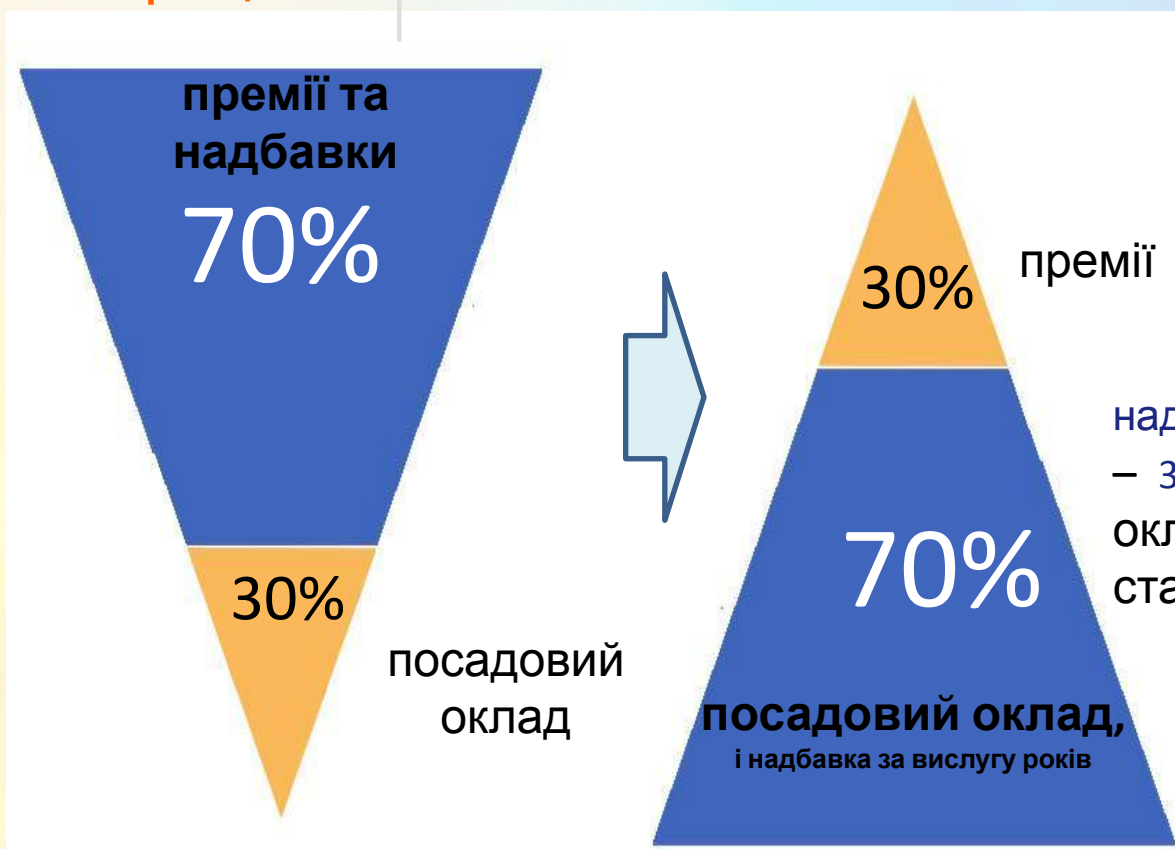 премії та
надбавки
70%
30%
посадовий
оклад
30%
премії
70%
посадовий оклад,
і надбавка за вислугу років